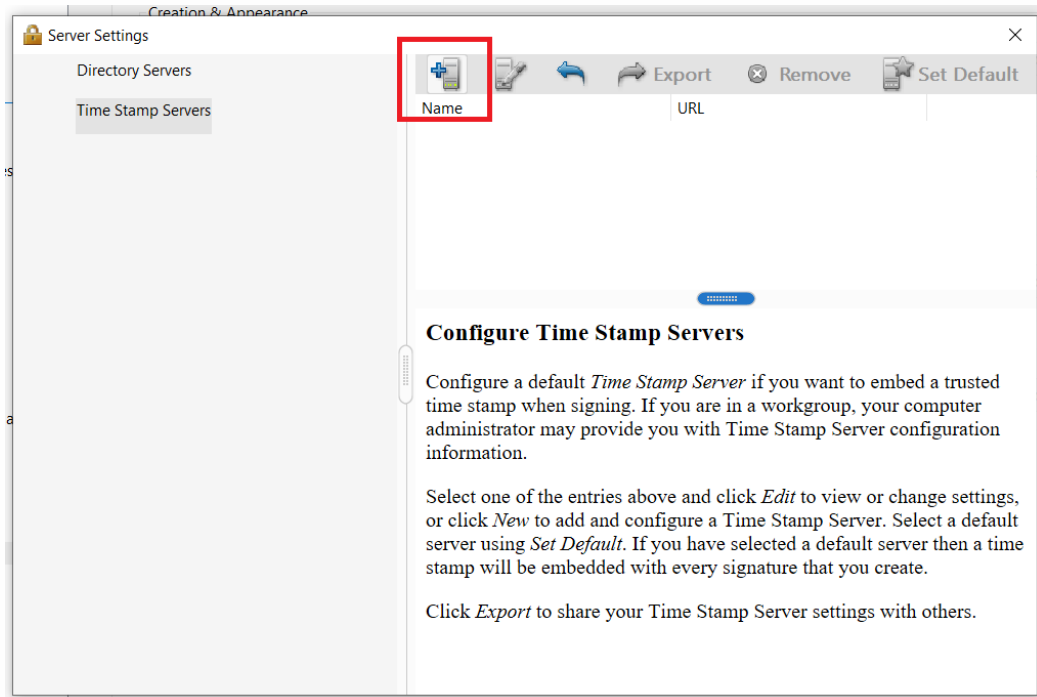 Creation & Appearance
Server Settings
Directory Servers
Time Stamp Servers
Export
Remove
Set Default
Name
URL
es
a
Configure Time Stamp Servers
Configure a default Time Stamp Server if you want to embed a trusted
time stamp when signing. If you are in a workgroup, your computer
administrator may provide you with Time Stamp Server configuration
information.
Select one of the entries above and click Edit to view or change settings,
or click New to add and configure a Time Stamp Server. Select a default
server using Set Default. If you have selected a default server then a time
stamp will be embedded with every signature that you create.
Click Export to share your Time Stamp Server settings with others.